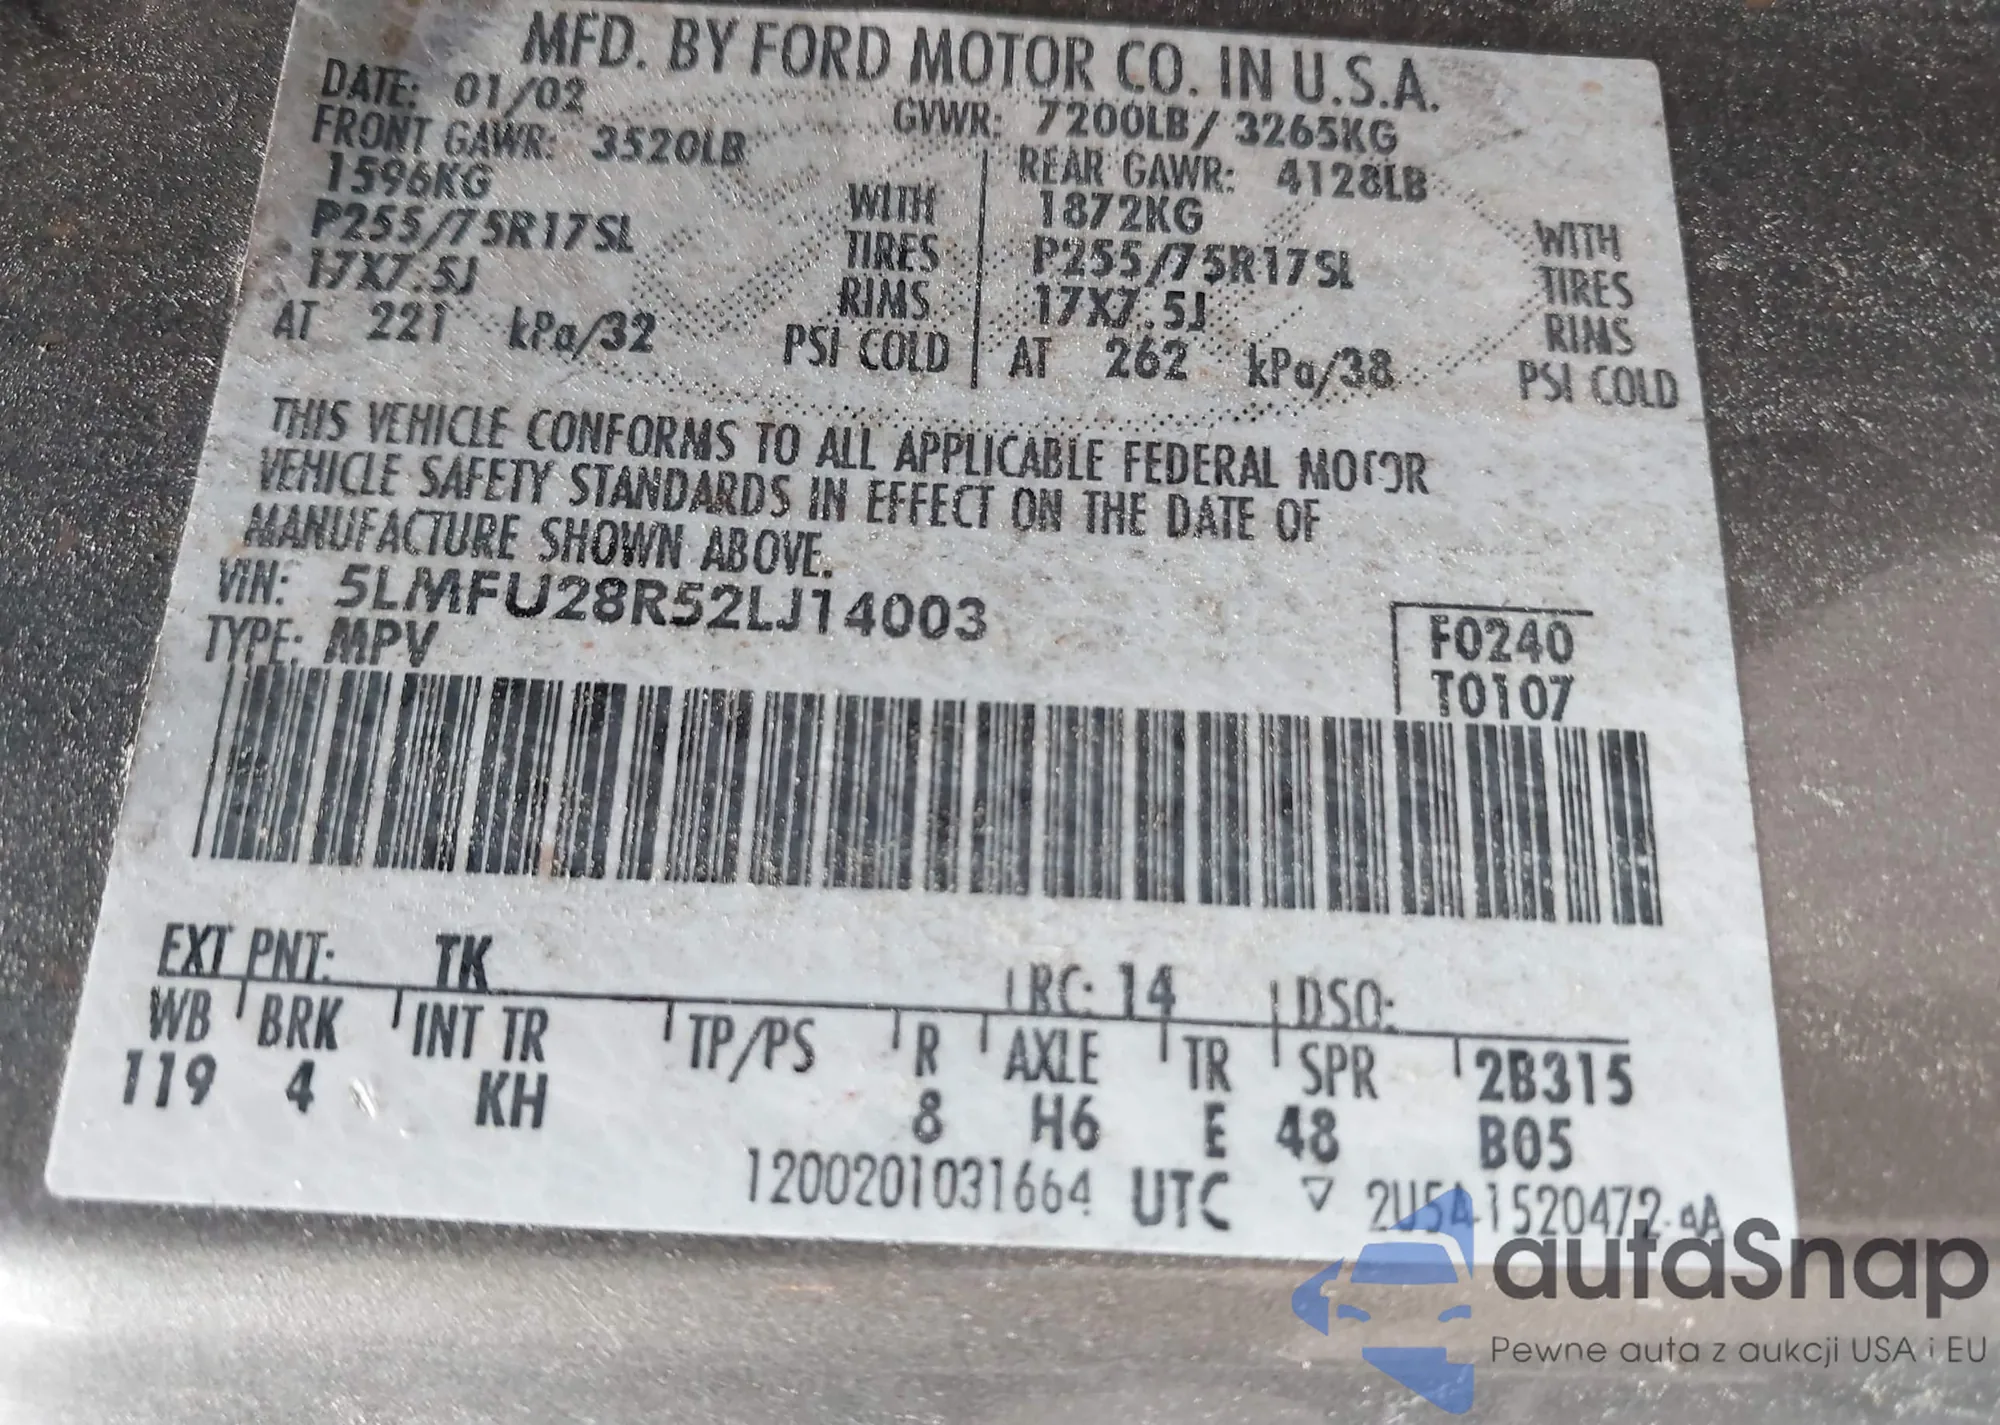 MFD. BY FORD MOTOR CO. IN U.S.A.
DATE: 01/02 GVWR: 7200LB/ 3265KG
FRONT GAWR: 3520LB REAR GAWR: 4128LB
1596KG WITH 1872KG WITH
P255/75R17SL TIRES P255/75R17SL TIRES
17X7.5J RIMS 17X7.5J RIMS
AT 221 kPa/32 PSI COLD AT 262 kPa/38 PSI COLD
THIS VEHICLE CONFORMS TO ALL APPLICABLE FEDERAL MOTOR
VEHICLE SAFETY STANDARDS IN EFFECT ON THE DATE OF
MANUFACTURE SHOWN ABOVE.
VIN: 5LMFU28R52LJ14003
TYPE: MPV
F0240
T0107
EXT PNT: TK RC: 14 DSO:
WB BRK INT TR TP/PS R AXLE TR SPR 2B315
119 4 KH 8 H6 E 48 B05
1200201031664 UTC ▽ 2U5A-1520472-AA
autaSnap
Pewne auta z aukcji USA i EU